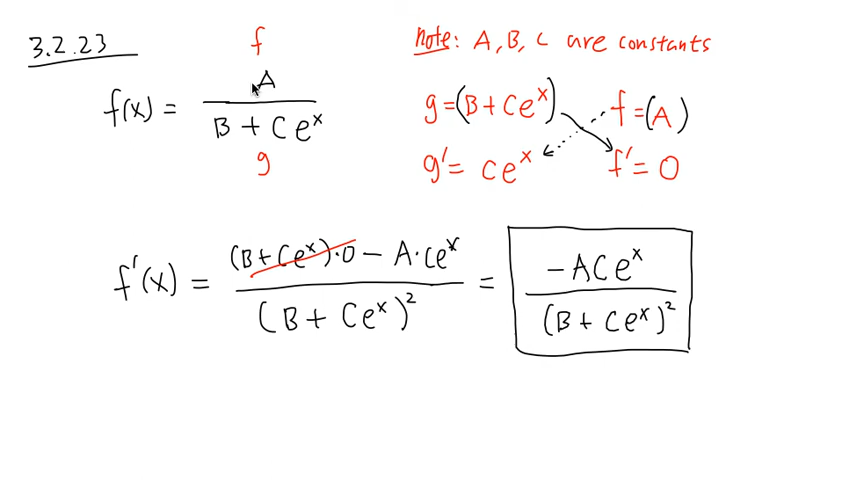 3.2.23
f
Note: A, B, C are constants
f(x) = A / B + Ce^x
g
g = (B + Ce^x) f = (A)
g' = Ce^x f' = 0
f'(x) = (B + Ce^x) · 0 − A · Ce^x / (B + Ce^x)^2 = −ACe^x / (B + Ce^x)^2